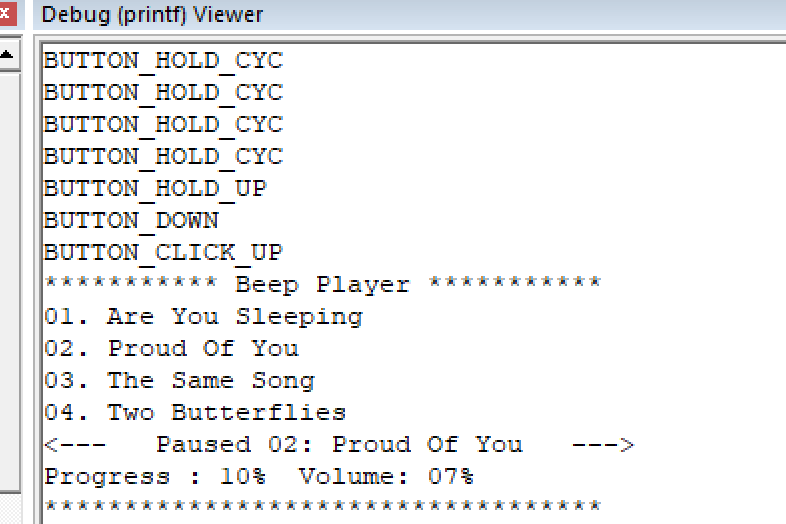 x Debug (printf) Viewer
BUTTON_HOLD_CYC
BUTTON_HOLD_CYC
BUTTON_HOLD_CYC
BUTTON_HOLD_CYC
BUTTON_HOLD_UP
BUTTON_DOWN
BUTTON_CLICK_UP
*********** Beep Player ***********
01. Are You Sleeping
02. Proud Of You
03. The Same Song
04. Two Butterflies
<---   Paused 02: Proud Of You   --->
Progress : 10%  Volume: 07%
***********************************